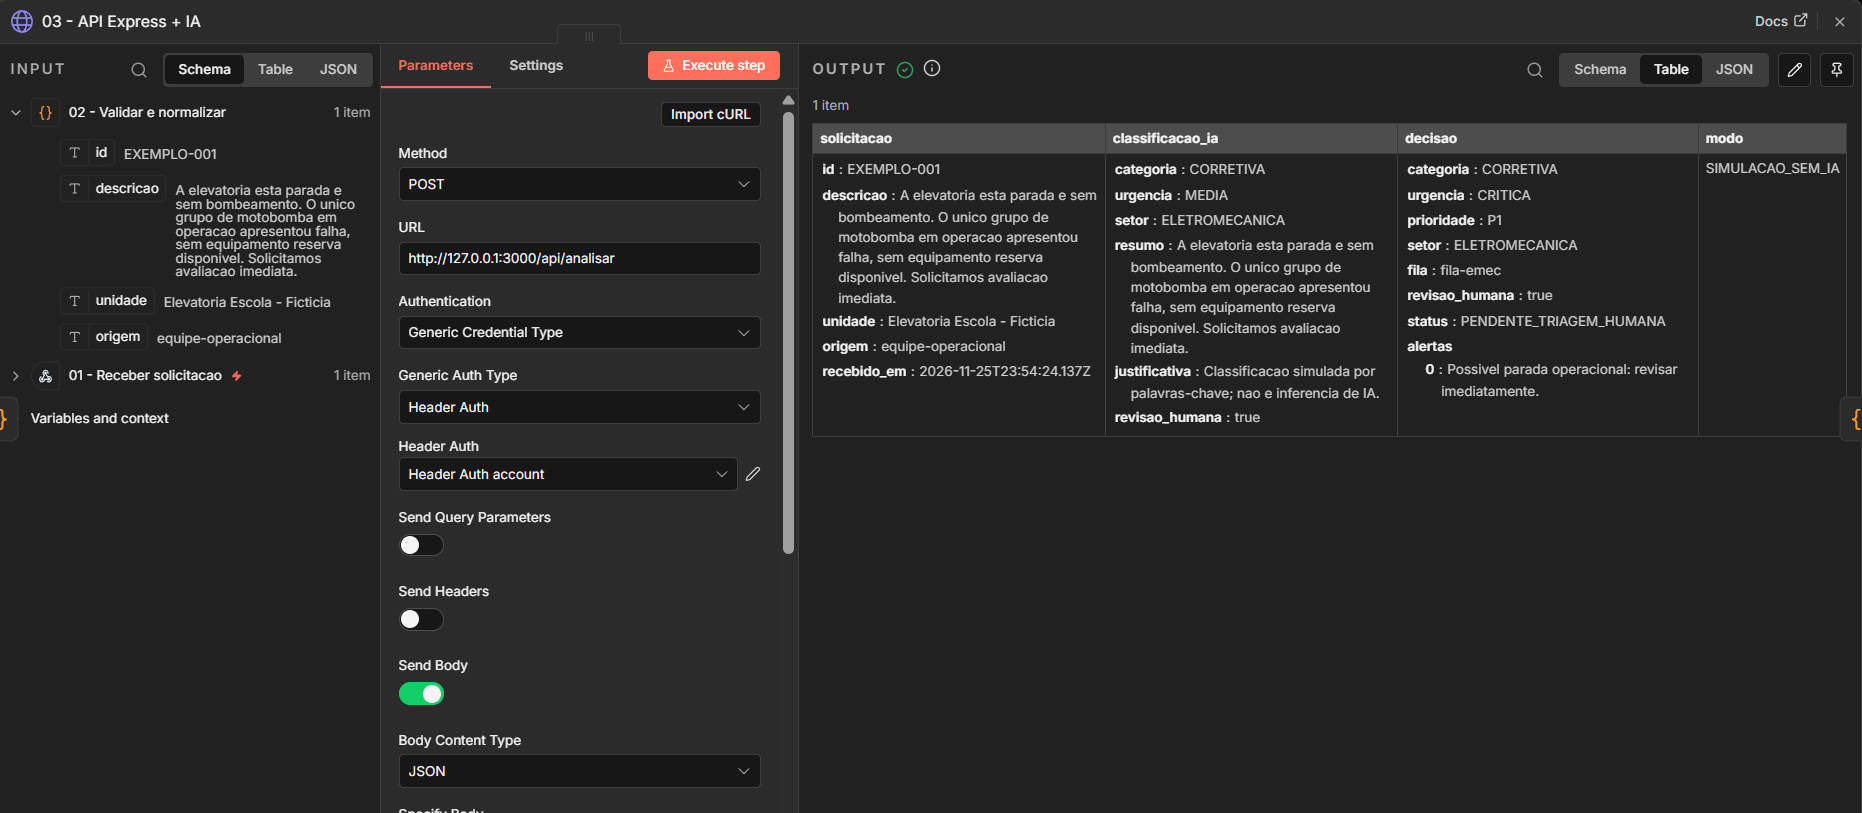 03 - API Express + IA
Docs
INPUT
Schema
Table
JSON
02 - Validar e normalizar
1 item
T id EXEMPLO-001
T descricao A elevatoria esta parada e
sem bombeamento. O unico
grupo de motobomba em
operacao apresentou falha,
sem equipamento reserva
disponivel. Solicitamos
avaliacao imediata.
T unidade Elevatoria Escola - Ficticia
T origem equipe-operacional
01 - Receber solicitacao
1 item
Variables and context
Parameters
Settings
Execute step
Import cURL
Method
POST
URL
http://127.0.0.1:3000/api/analisar
Authentication
Generic Credential Type
Generic Auth Type
Header Auth
Header Auth
Header Auth account
Send Query Parameters
Send Headers
Send Body
Body Content Type
JSON
Specify Body
OUTPUT
Schema
Table
JSON
1 item
solicitacao
id : EXEMPLO-001
descricao : A elevatoria esta parada e sem
bombeamento. O unico grupo de
motobomba em operacao apresentou
falha, sem equipamento reserva
disponivel. Solicitamos avaliacao
imediata.
unidade : Elevatoria Escola - Ficticia
origem : equipe-operacional
recebido_em : 2026-11-25T23:54:24.137Z
classificacao_ia
categoria : CORRETIVA
urgencia : MEDIA
setor : ELETROMECANICA
resumo : A elevatoria esta parada e sem
bombeamento. O unico grupo de
motobomba em operacao apresentou
falha, sem equipamento reserva
disponivel. Solicitamos avaliacao
imediata.
justificativa : Classificacao simulada por
palavras-chave; nao e inferencia de IA.
revisao_humana : true
decisao
categoria : CORRETIVA
urgencia : CRITICA
prioridade : P1
setor : ELETROMECANICA
fila : fila-emec
revisao_humana : true
status : PENDENTE_TRIAGEM_HUMANA
alertas
0 : Possivel parada operacional: revisar
imediatamente.
modo
SIMULACAO_SEM_IA